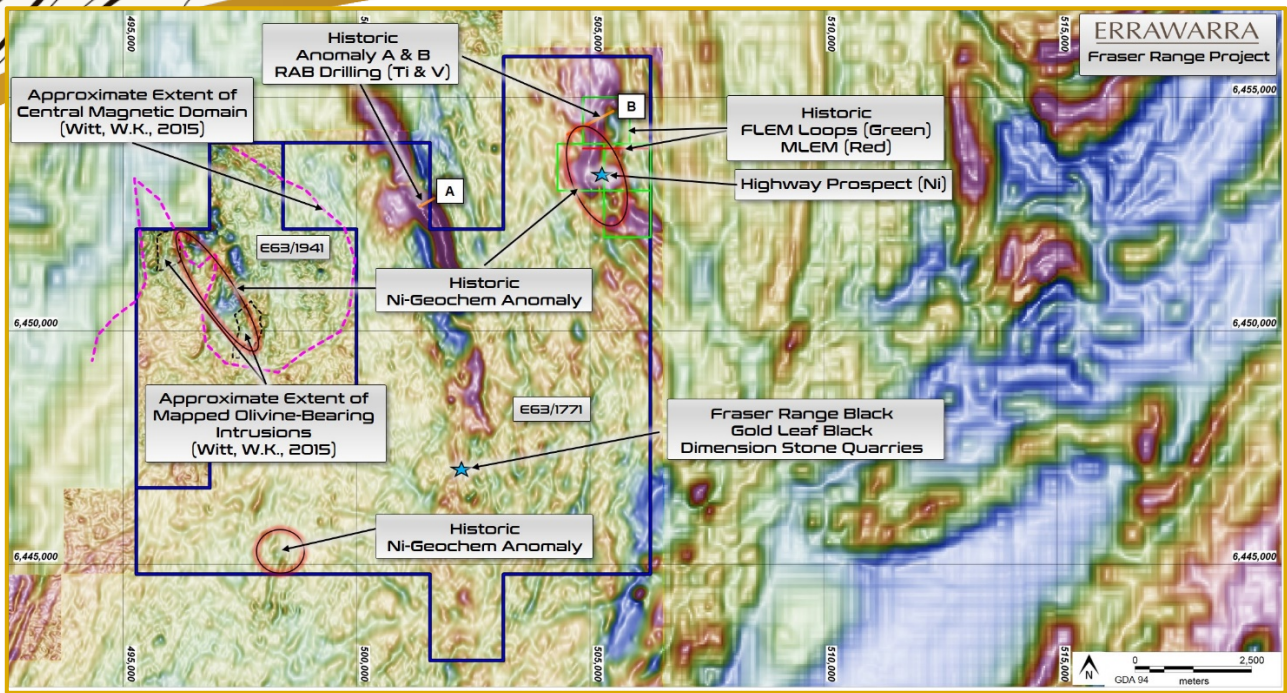 495,000
500,000
505,000
510,000
515,000
ERRAWARRA
Fraser Range Project
Historic
Anomaly A & B
RAB Drilling (Ti & V)
Approximate Extent of
Central Magnetic Domain
(Witt, W.K., 2015)
B
Historic
FLEM Loops (Green)
MLEM (Red)
6,455,000
6,455,000
Highway Prospect (Ni)
A
E63/1941
Historic
Ni-Geochem Anomaly
6,450,000
6,450,000
Approximate Extent of
Mapped Olivine-Bearing
Intrusions
(Witt, W.K., 2015)
E63/1771
Fraser Range Black
Gold Leaf Black
Dimension Stone Quarries
Historic
Ni-Geochem Anomaly
6,445,000
6,445,000
495,000
500,000
505,000
510,000
515,000
N
GDA 94
0
2,500
meters